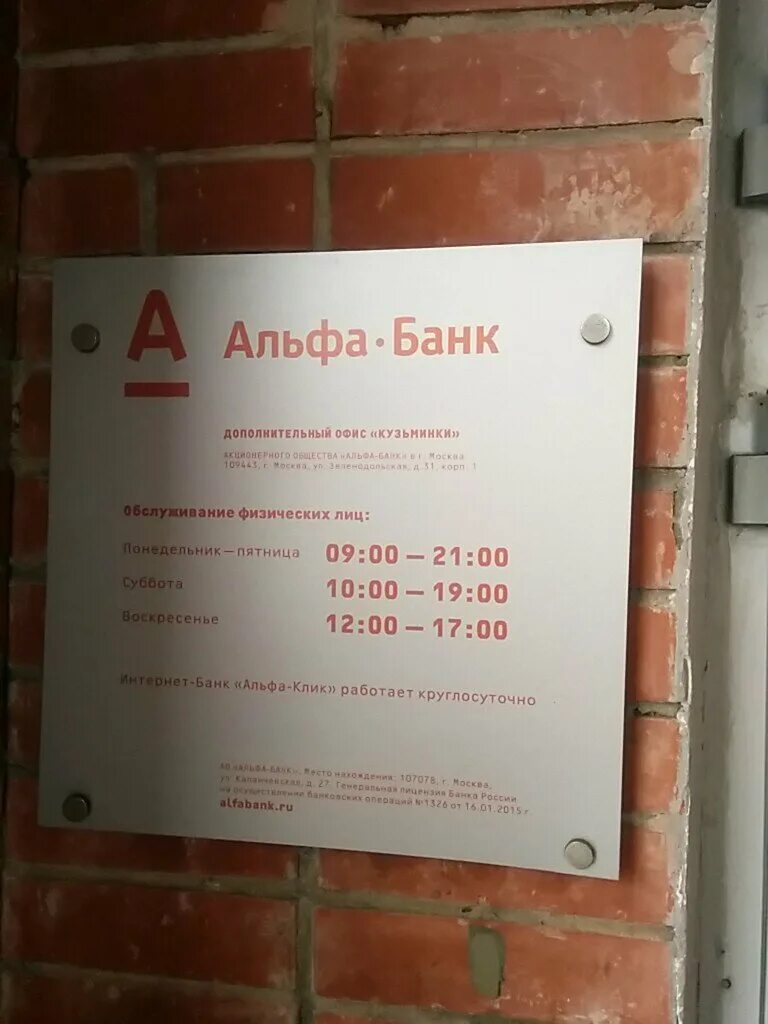 А
Альфа·Банк
ДОПОЛНИТЕЛЬНЫЙ ОФИС «КУЗЬМИНКИ»
АКЦИОНЕРНОГО ОБЩЕСТВА «АЛЬФА-БАНК» в г. Москва
109443, г. Москва, ул. Зеленодольская, д.31, корп. 1
Обслуживание физических лиц:
Понедельник — пятница 09:00 — 21:00
Суббота 10:00 — 19:00
Воскресенье 12:00 — 17:00
Интернет-Банк «Альфа-Клик» работает круглосуточно
АО «АЛЬФА-БАНК». Место нахождения: 107078, г. Москва,
ул. Каланчевская, д. 27. Генеральная лицензия Банка России
на осуществление банковских операций №1326 от 16.01.2015 г.
alfabank.ru